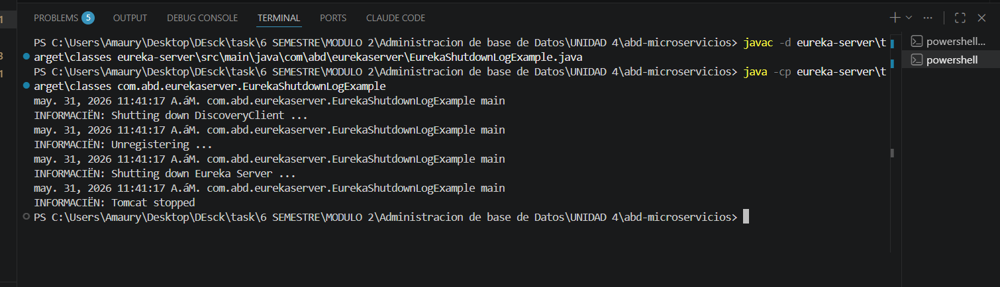 PROBLEMS 5 OUTPUT DEBUG CONSOLE TERMINAL PORTS CLAUDE CODE
PS C:\Users\Amaury\Desktop\DEsck\task\6 SEMESTRE\MODULO 2\Administracion de base de Datos\UNIDAD 4\abd-microservicios> javac -d eureka-server\t
arget\classes eureka-server\src\main\java\com\abd\eurekaserver\EurekaShutdownLogExample.java
PS C:\Users\Amaury\Desktop\DEsck\task\6 SEMESTRE\MODULO 2\Administracion de base de Datos\UNIDAD 4\abd-microservicios> java -cp eureka-server\t
arget\classes com.abd.eurekaserver.EurekaShutdownLogExample
may. 31, 2026 11:41:17 A.áM. com.abd.eurekaserver.EurekaShutdownLogExample main
INFORMACIËN: Shutting down DiscoveryClient ...
may. 31, 2026 11:41:17 A.áM. com.abd.eurekaserver.EurekaShutdownLogExample main
INFORMACIËN: Unregistering ...
may. 31, 2026 11:41:17 A.áM. com.abd.eurekaserver.EurekaShutdownLogExample main
INFORMACIËN: Shutting down Eureka Server ...
may. 31, 2026 11:41:17 A.áM. com.abd.eurekaserver.EurekaShutdownLogExample main
INFORMACIËN: Tomcat stopped
PS C:\Users\Amaury\Desktop\DEsck\task\6 SEMESTRE\MODULO 2\Administracion de base de Datos\UNIDAD 4\abd-microservicios>
powershell...
powershell
1
3
1